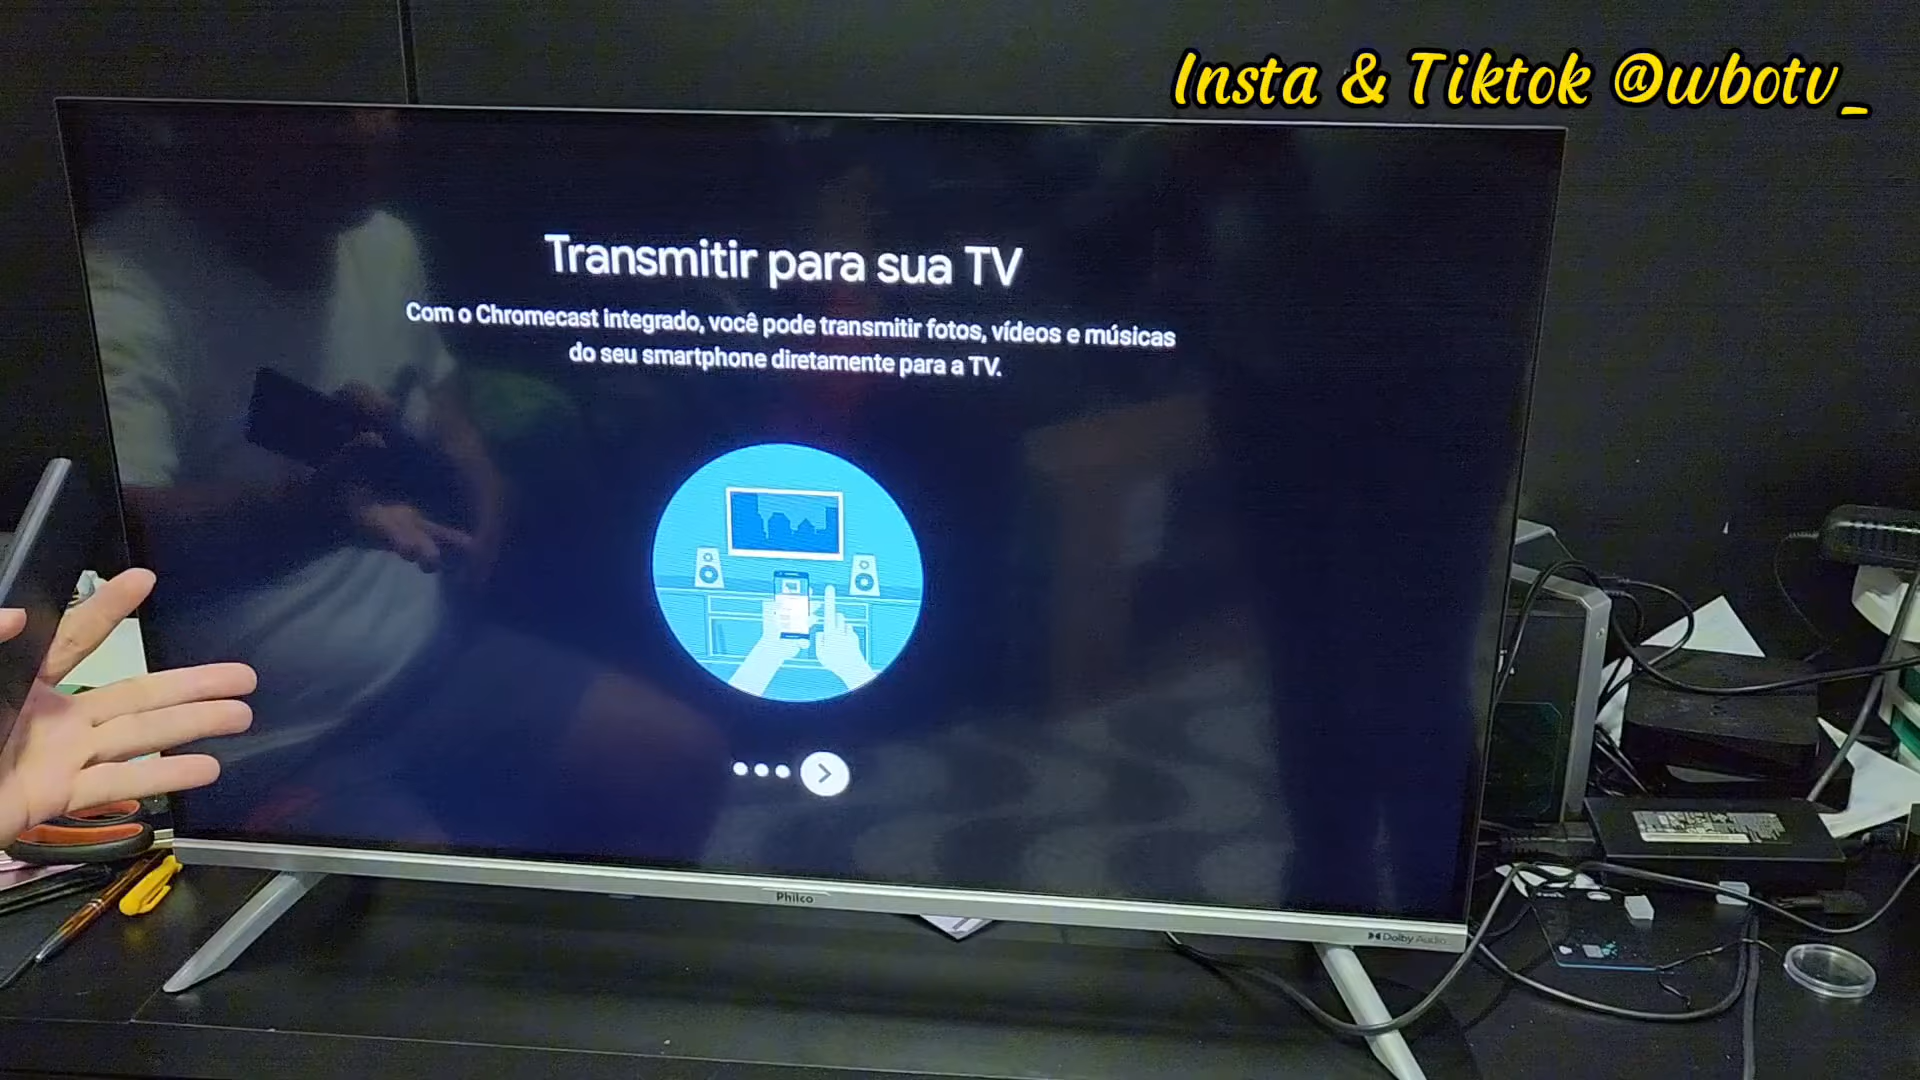 Insta & Tiktok @wbotv_
Transmitir para sua TV
Com o Chromecast integrado, você pode transmitir fotos, vídeos e músicas
do seu smartphone diretamente para a TV.
Philco
Dolby Audio